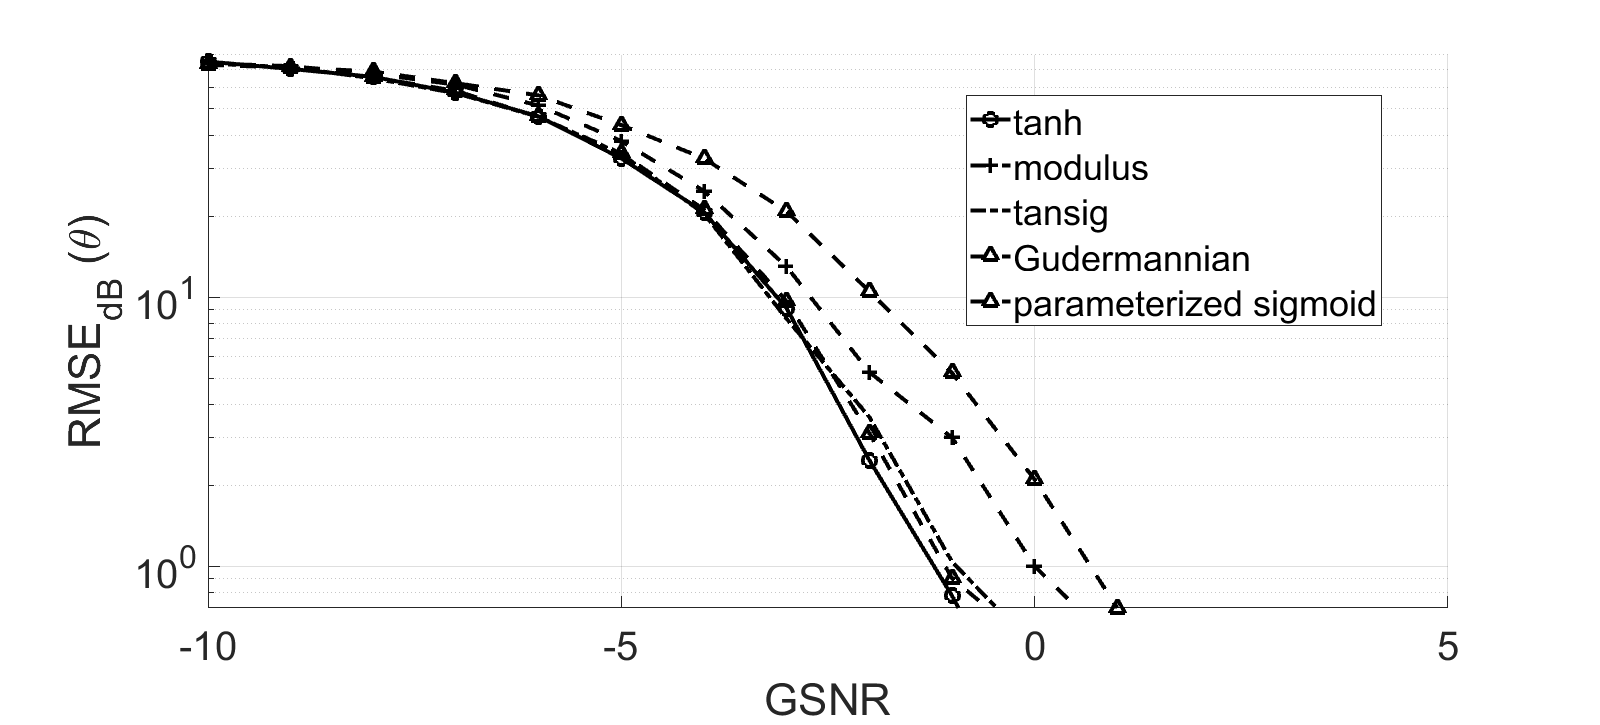 RMSE_dB (θ)
10^1
10^0
-10
-5
0
5
GSNR
tanh
modulus
tansig
Gudermannian
parameterized sigmoid